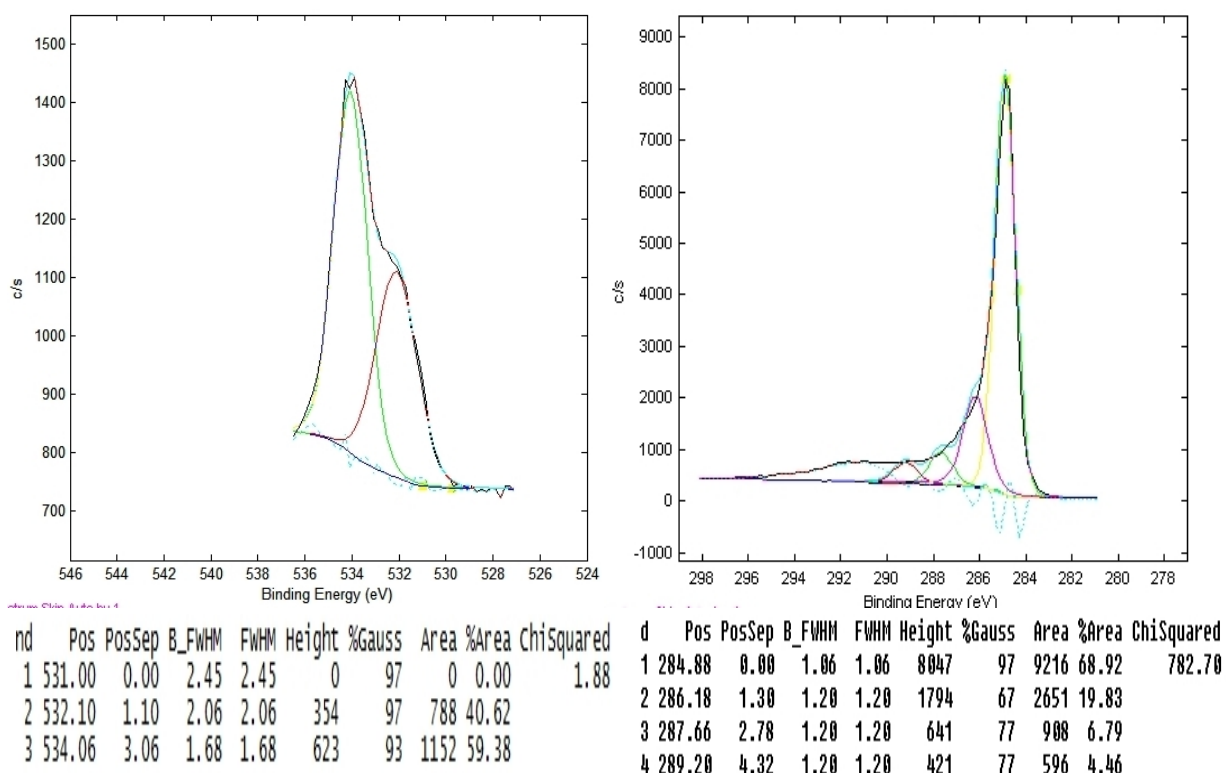 1500
1400
1300
1200
1100
1000
900
800
700
c/s
546 544 542 540 538 536 534 532 530 528 526 524
Binding Energy (eV)
9000
8000
7000
6000
5000
4000
3000
2000
1000
0
-1000
c/s
298 296 294 292 290 288 286 284 282 280 278
Binding Energy (eV)
nd Pos PosSep B_FWHM FWHM Height %Gauss Area %Area ChiSquared
1 531.00 0.00 2.45 2.45 0 97 0 0.00 1.88
2 532.10 1.10 2.06 2.06 354 97 788 40.62
3 534.06 3.06 1.68 1.68 623 93 1152 59.38
d Pos PosSep B_FWHM FWHM Height %Gauss Area %Area ChiSquared
1 284.88 0.00 1.06 1.06 8047 97 9216 68.92 782.70
2 286.18 1.30 1.20 1.20 1794 67 2651 19.83
3 287.66 2.78 1.20 1.20 641 77 908 6.79
4 289.20 4.32 1.20 1.20 421 77 596 4.46